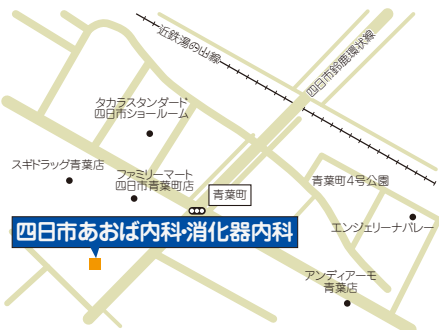 近鉄湯の山線
四日市鈴鹿環状線
タカラスタンダード
四日市ショールーム
スギドラッグ青葉店
ファミリーマート
四日市青葉町店
青葉町
青葉町4号公園
四日市あおば内科・消化器内科
エンジェリーナバレー
アンディアーモ
青葉店